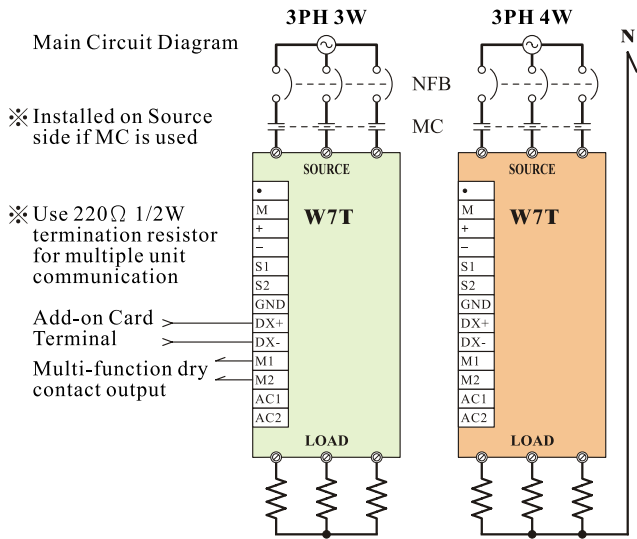 3PH 3W
3PH 4W
N
Main Circuit Diagram
NFB
MC
※ Installed on Source
side if MC is used
※ Use 220Ω 1/2W
termination resistor
for multiple unit
communication
Add-on Card
Terminal
Multi-function dry
contact output
SOURCE
W7T
•
M
+
−
S1
S2
GND
DX+
DX-
M1
M2
AC1
AC2
LOAD
SOURCE
W7T
•
M
+
−
S1
S2
GND
DX+
DX-
M1
M2
AC1
AC2
LOAD